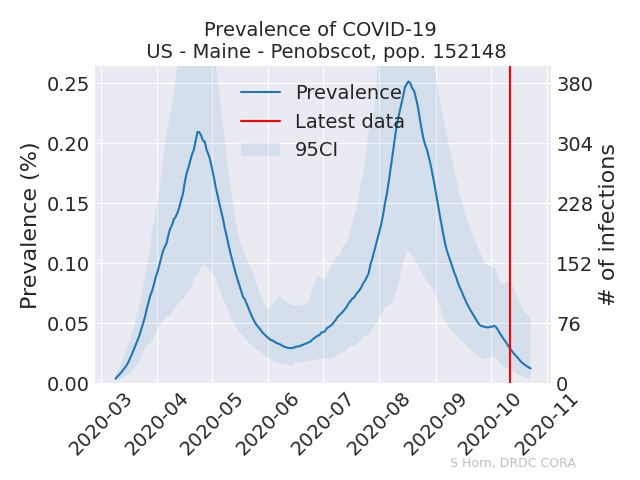 Prevalence of COVID-19
US - Maine - Penobscot, pop. 152148
Prevalence
Latest data
95CI
Prevalence (%)
0.25
0.20
0.15
0.10
0.05
0.00
380
304
228
152
76
0
# of infections
2020-03
2020-04
2020-05
2020-06
2020-07
2020-08
2020-09
2020-10
2020-11
S Horn, DRDC CORA